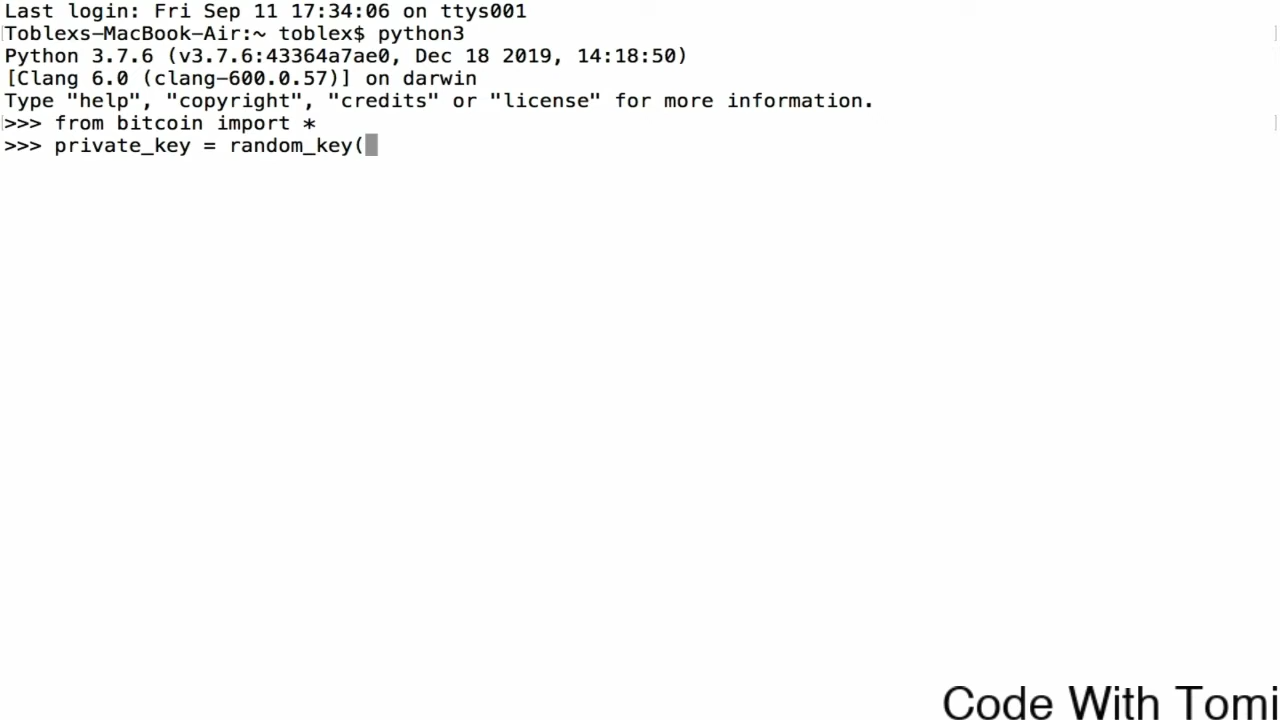 Last login: Fri Sep 11 17:34:06 on ttys001
Toblexs-MacBook-Air:~ toblex$ python3
Python 3.7.6 (v3.7.6:43364a7ae0, Dec 18 2019, 14:18:50)
[Clang 6.0 (clang-600.0.57)] on darwin
Type "help", "copyright", "credits" or "license" for more information.
>>> from bitcoin import *
>>> private_key = random_key(
Code With Tomi